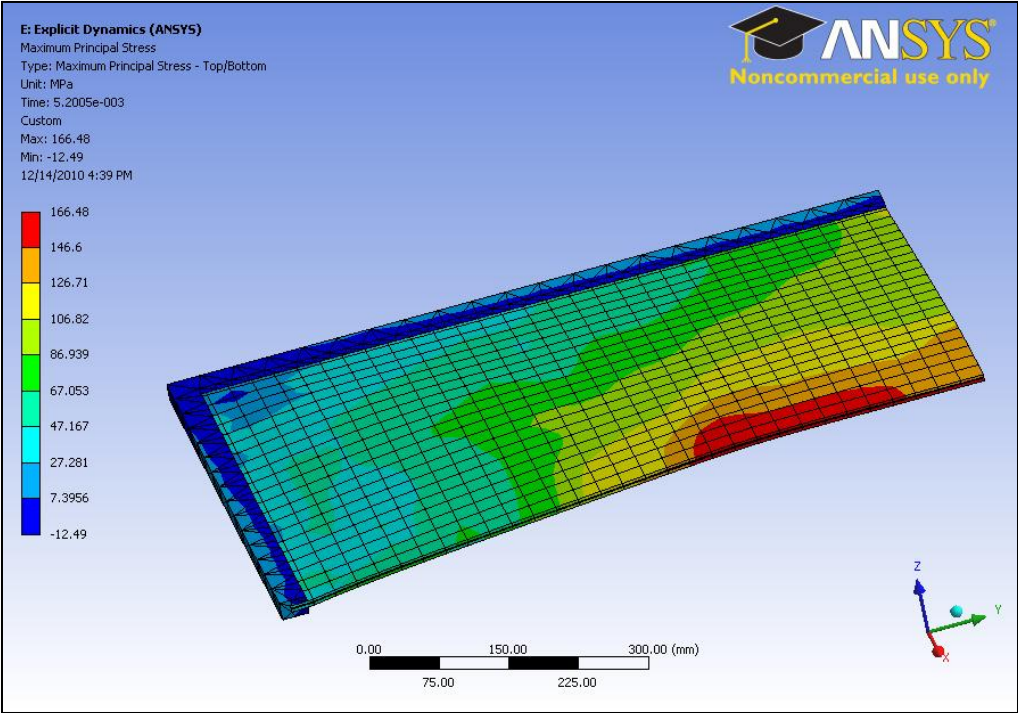 E: Explicit Dynamics (ANSYS)
Maximum Principal Stress
Type: Maximum Principal Stress - Top/Bottom
Unit: MPa
Time: 5.2005e-003
Custom
Max: 166.48
Min: -12.49
12/14/2010 4:39 PM
ANSYS
Noncommercial use only
166.48
146.6
126.71
106.82
86.939
67.053
47.167
27.281
7.3956
-12.49
0.00 150.00 300.00 (mm)
75.00 225.00
Z
Y
X